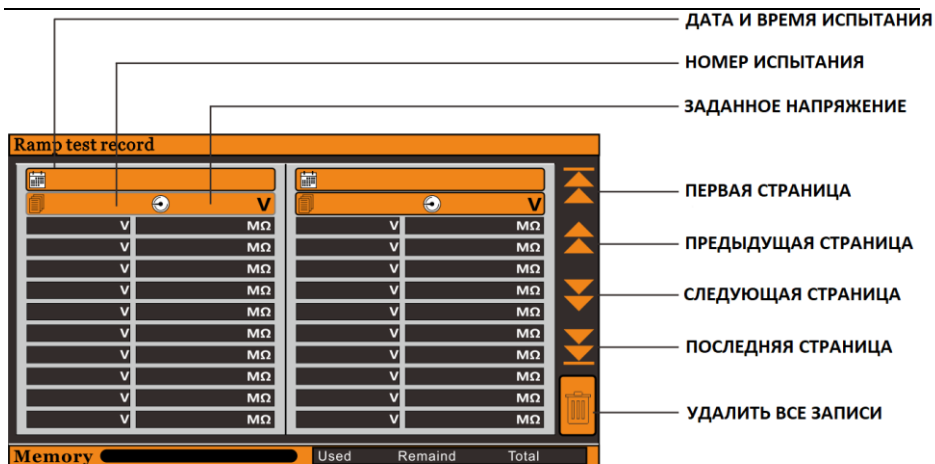 ДАТА И ВРЕМЯ ИСПЫТАНИЯ
НОМЕР ИСПЫТАНИЯ
ЗАДАННОЕ НАПРЯЖЕНИЕ
Ramp test record
V V
ПЕРВАЯ СТРАНИЦА
V MΩ V MΩ
V MΩ V MΩ
ПРЕДЫДУЩАЯ СТРАНИЦА
V MΩ V MΩ
V MΩ V MΩ
СЛЕДУЮЩАЯ СТРАНИЦА
V MΩ V MΩ
V MΩ V MΩ
ПОСЛЕДНЯЯ СТРАНИЦА
V MΩ V MΩ
V MΩ V MΩ
V MΩ V MΩ
V MΩ V MΩ
УДАЛИТЬ ВСЕ ЗАПИСИ
Memory Used Remaind Total